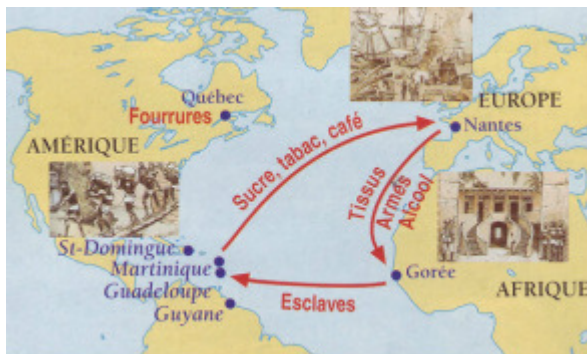 Québec
Fourrures
EUROPE
Nantes
AMÉRIQUE
Sucre, tabac, café
Tissus
Armes
Alcool
St-Domingue
Martinique
Guadeloupe
Guyane
Esclaves
Gorée
AFRIQUE